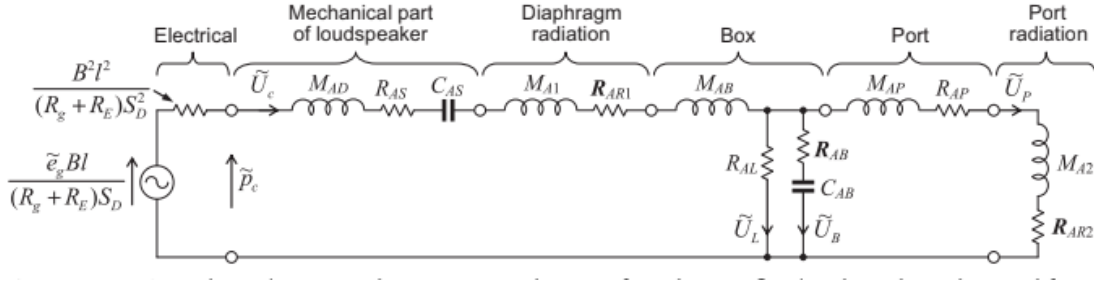 Electrical
Mechanical part
of loudspeaker
Diaphragm
radiation
Box
Port
Port
radiation
B²l²
(R_g + R_E)S_D²
Ũ_c
M_AD
R_AS
C_AS
M_A1
R_AR1
M_AB
M_AP
R_AP
Ũ_P
ẽ_g Bl
(R_g + R_E)S_D
p̃_c
R_AL
R_AB
C_AB
Ũ_L
Ũ_B
M_A2
R_AR2